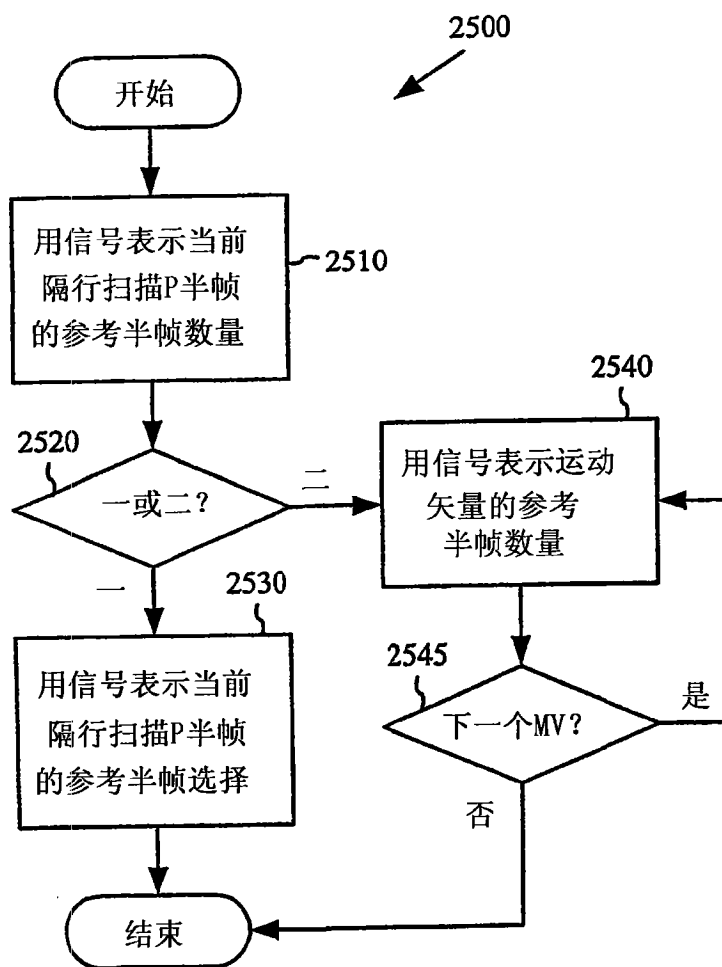 2500
开始
用信号表示当前
隔行扫描P半帧
的参考半帧数量
2510
2520
一或二?
二
一
2530
用信号表示当前
隔行扫描P半帧
的参考半帧选择
结束
2540
用信号表示运动
矢量的参考
半帧数量
2545
下一个MV?
是
否